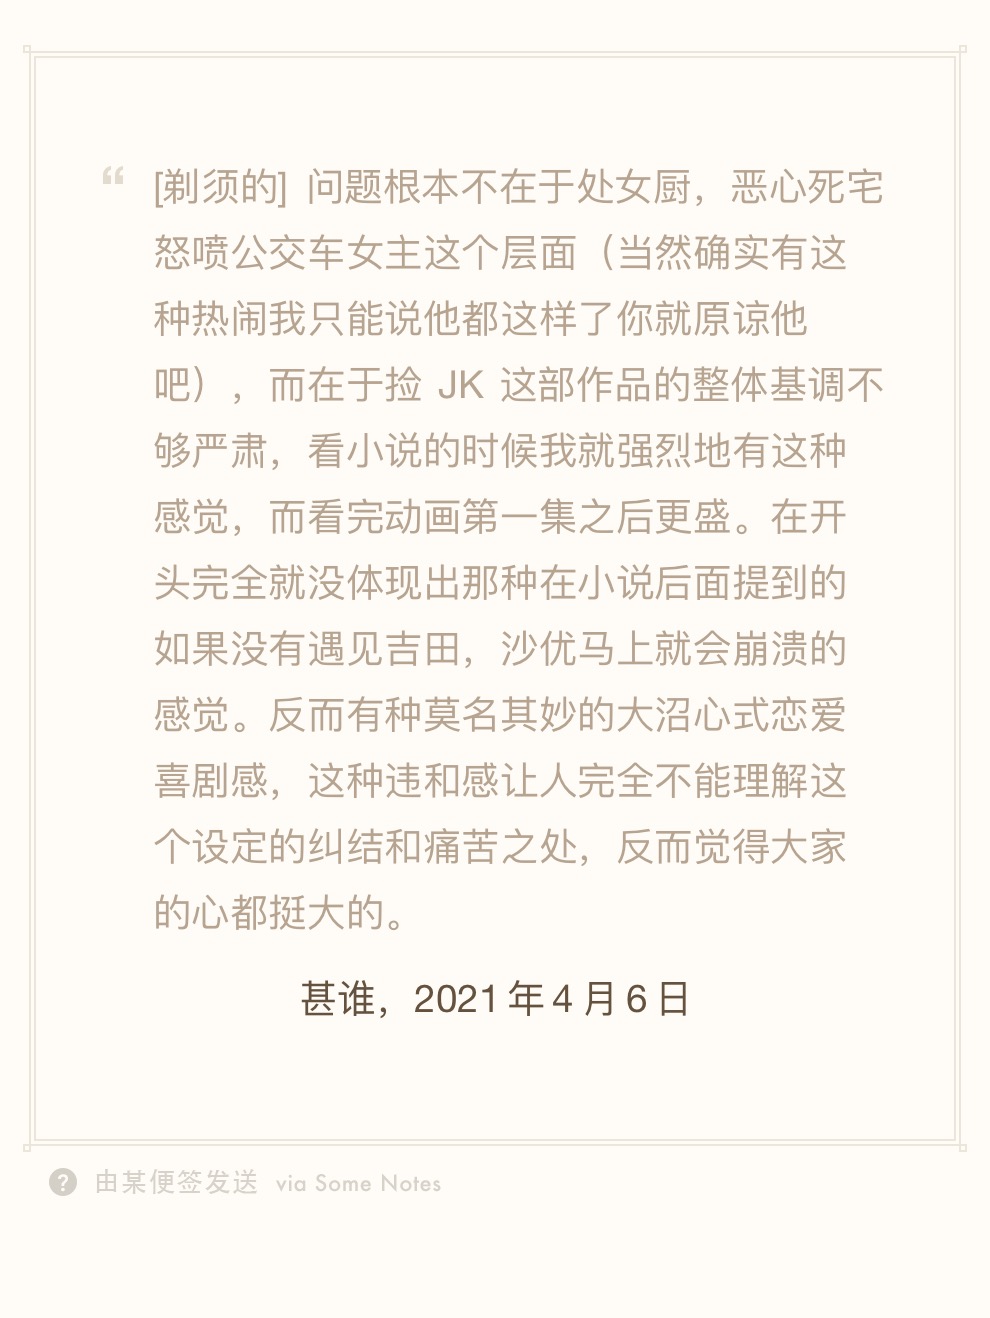 “ [剃须的] 问题根本不在于处女厨，恶心死宅
怒喷公交车女主这个层面（当然确实有这
种热闹我只能说他都这样了你就原谅他
吧），而在于捡 JK 这部作品的整体基调不
够严肃，看小说的时候我就强烈地有这种
感觉，而看完动画第一集之后更盛。在开
头完全就没体现出那种在小说后面提到的
如果没有遇见吉田，沙优马上就会崩溃的
感觉。反而有种莫名其妙的大沼心式恋爱
喜剧感，这种违和感让人完全不能理解这
个设定的纠结和痛苦之处，反而觉得大家
的心都挺大的。
甚谁，2021 年 4 月 6 日
? 由某便签发送 via Some Notes